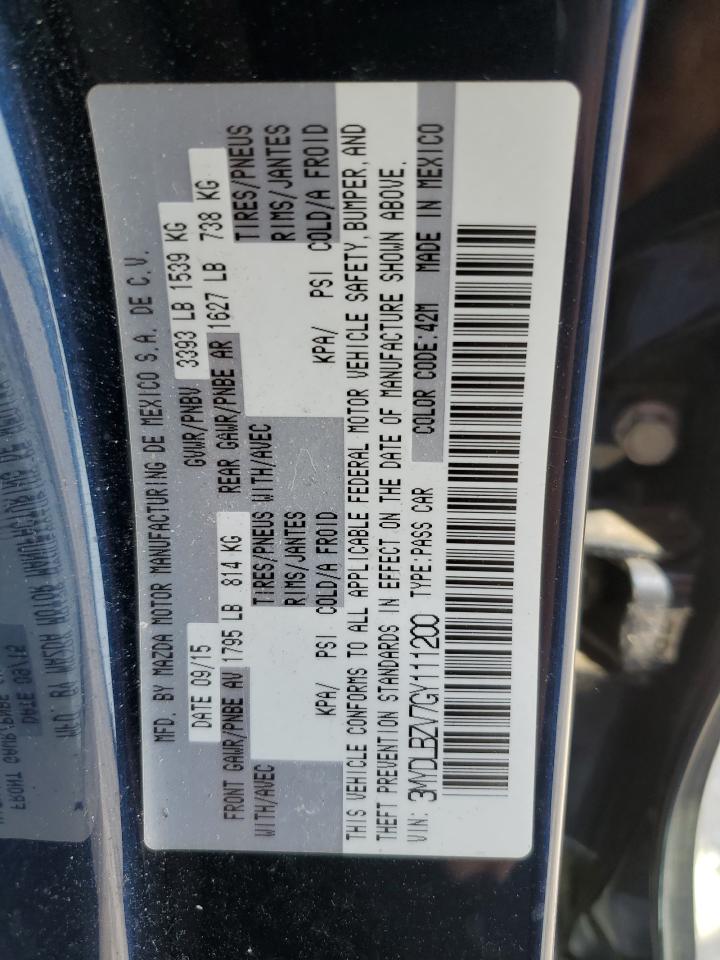 MFD. BY MAZDA MOTOR MANUFACTURING DE MEXICO S.A. DE C.V.
DATE 09/15 GVWR/PNBV 3393 LB 1539 KG
FRONT GAWR/PNBE AV 1795 LB 814 KG REAR GAWR/PNBE AR 1627 LB 738 KG
WITH/AVEC TIRES/PNEUS WITH/AVEC TIRES/PNEUS
RIMS/JANTES RIMS/JANTES
KPA/ PSI COLD/A FROID KPA/ PSI COLD/A FROID
THIS VEHICLE CONFORMS TO ALL APPLICABLE FEDERAL MOTOR VEHICLE SAFETY, BUMPER, AND
THEFT PREVENTION STANDARDS IN EFFECT ON THE DATE OF MANUFACTURE SHOWN ABOVE.
VIN: 3MYDLBZV7GY111200 TYPE:PASS CAR COLOR CODE:42M MADE IN MEXICO